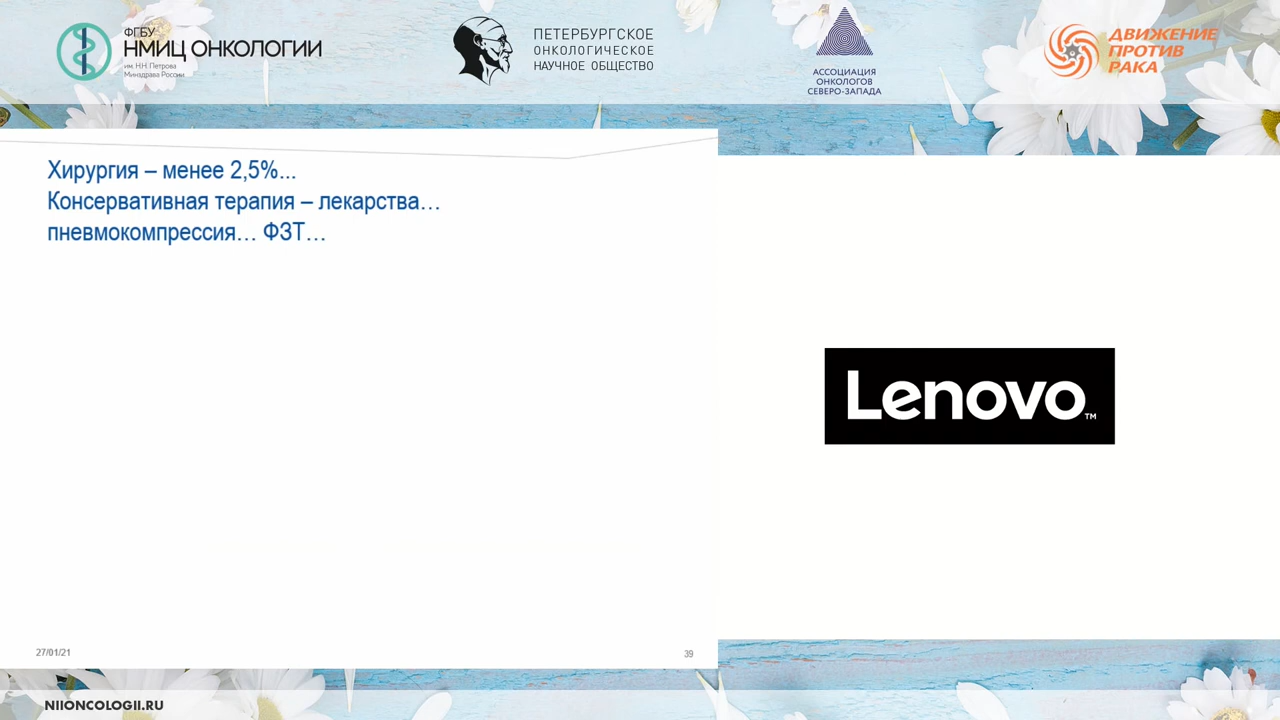 ФГБУ
НМИЦ ОНКОЛОГИИ
им. Н.Н. Петрова
Минздрава России
ПЕТЕРБУРГСКОЕ
ОНКОЛОГИЧЕСКОЕ
НАУЧНОЕ ОБЩЕСТВО
АССОЦИАЦИЯ
ОНКОЛОГОВ
СЕВЕРО-ЗАПАДА
ДВИЖЕНИЕ
ПРОТИВ
РАКА
Хирургия – менее 2,5%...
Консервативная терапия – лекарства…
пневмокомпрессия… ФЗТ…
Lenovo™
27/01/21
39
NIIONCOLOGII.RU